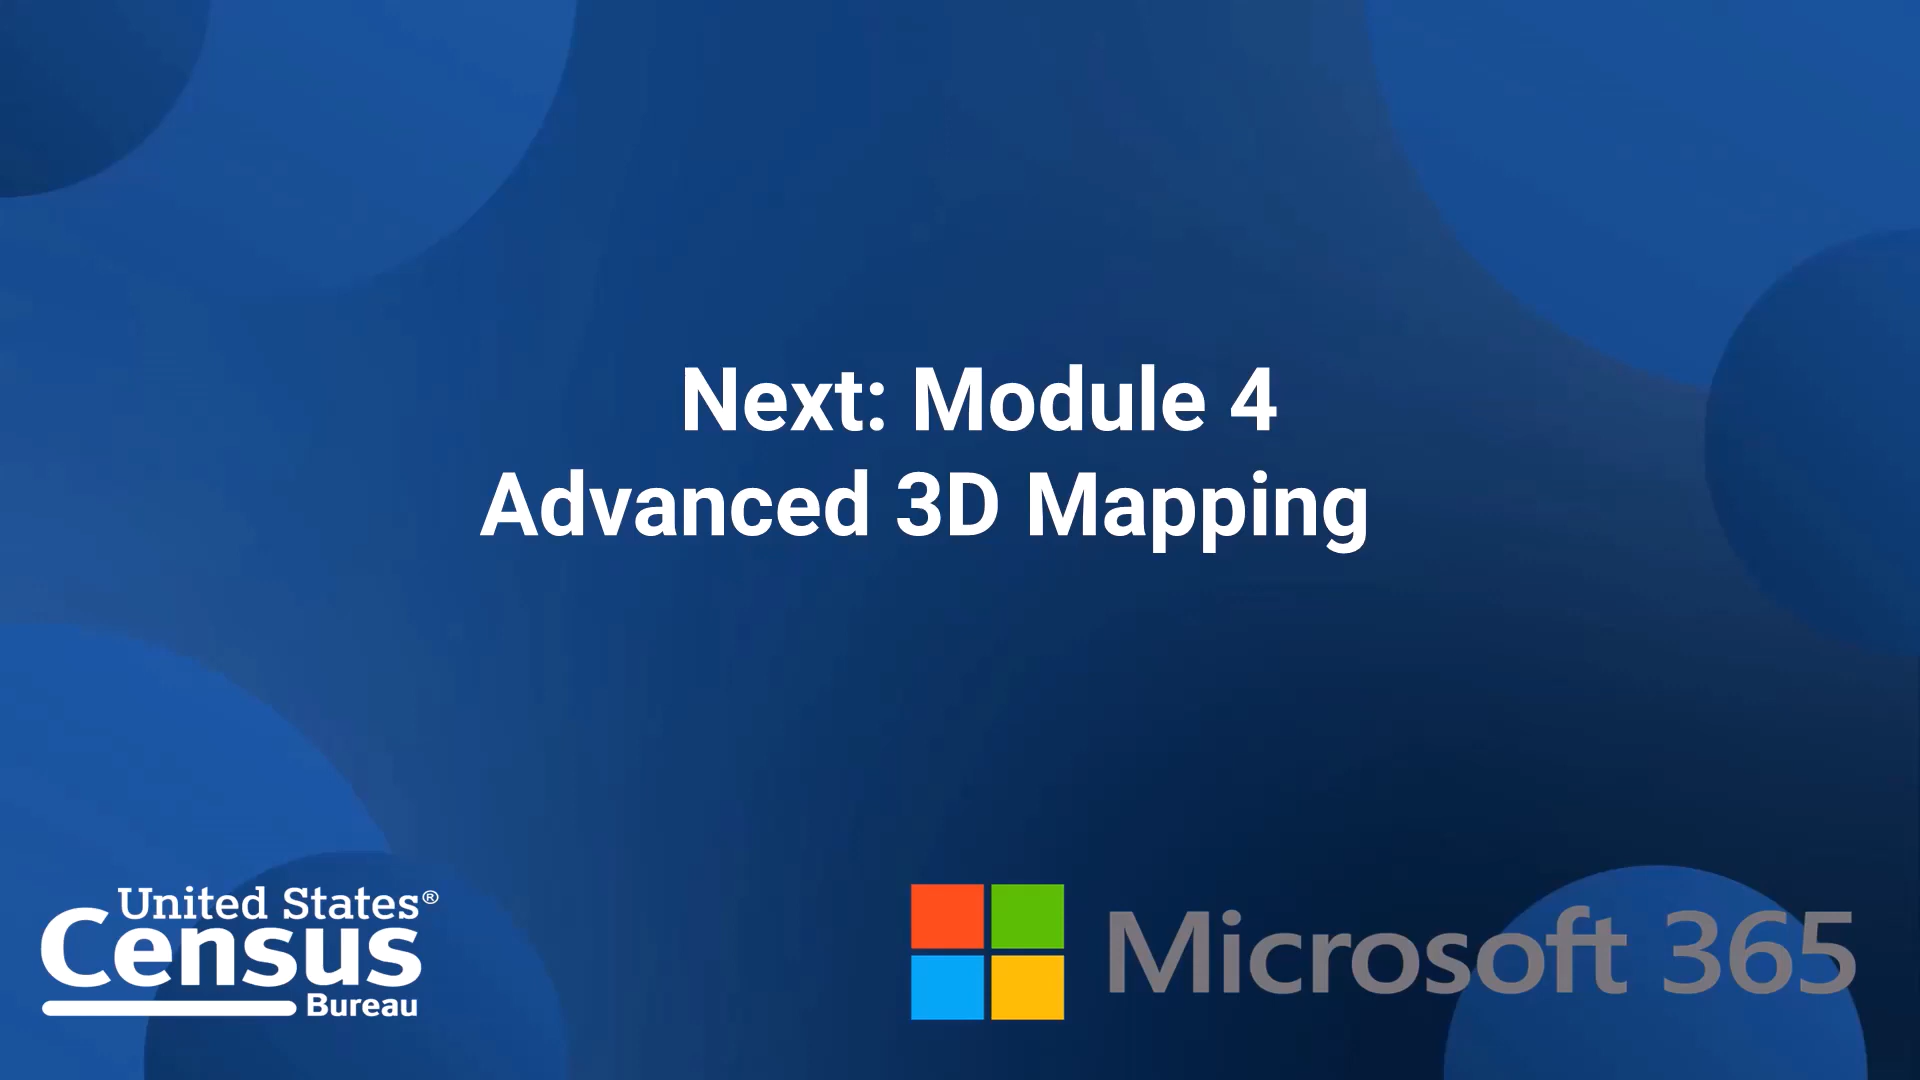 Next: Module 4
Advanced 3D Mapping
United States®
Census
Bureau
Microsoft 365